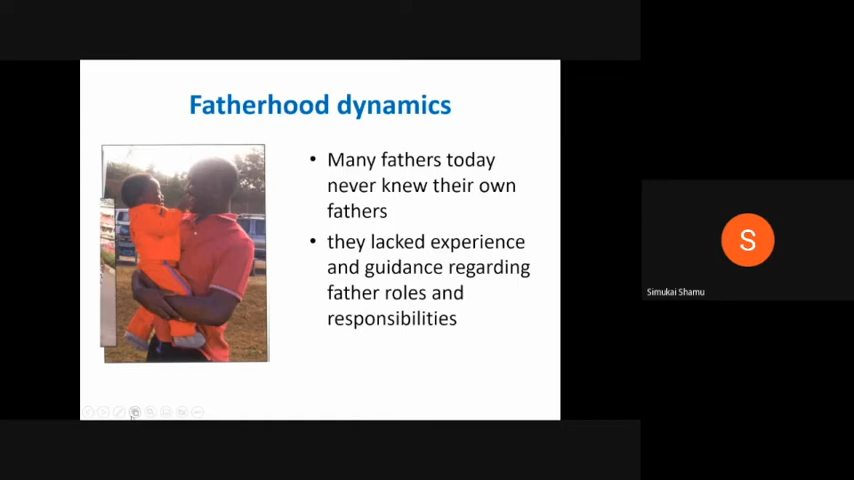 Fatherhood dynamics
• Many fathers today
never knew their own
fathers
• they lacked experience
and guidance regarding
father roles and
responsibilities
S
Simukai Shamu